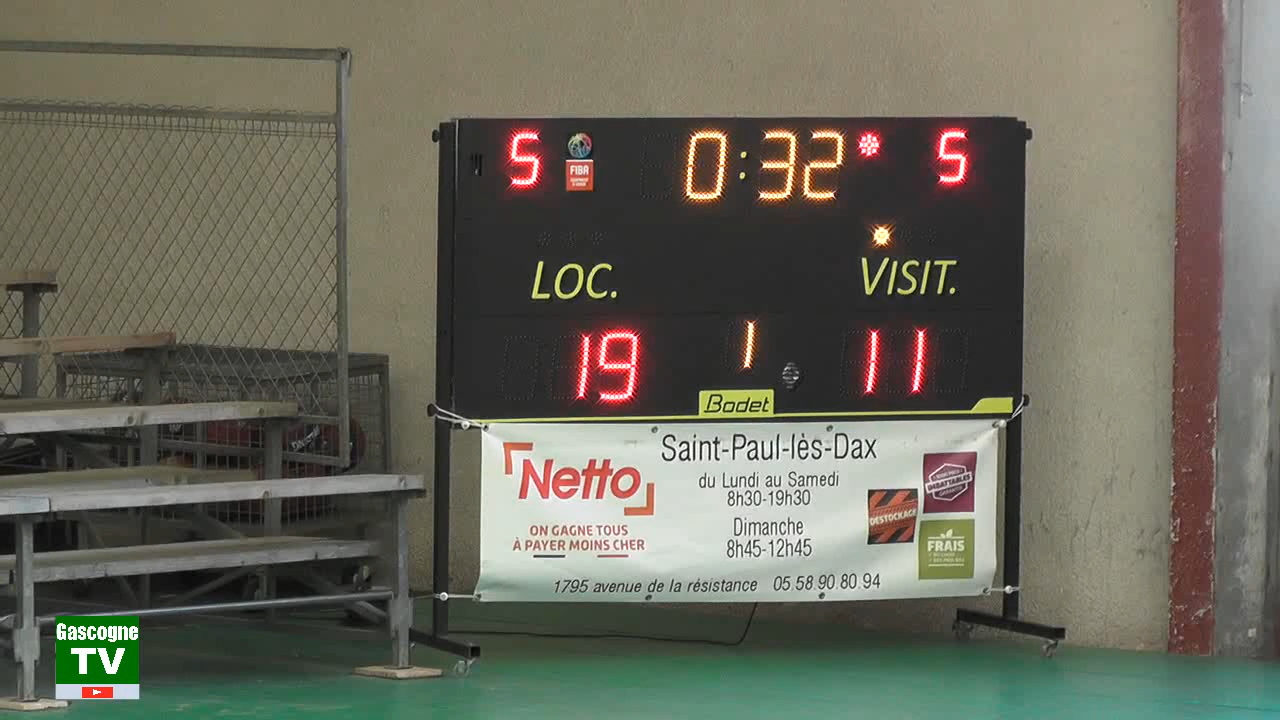 5 FIBA 0:32 5
LOC. VISIT.
19 1 11
Bodet
Netto
ON GAGNE TOUS
À PAYER MOINS CHER
Saint-Paul-lès-Dax
du Lundi au Samedi
8h30-19h30
Dimanche
8h45-12h45
DESTOCKAGE
IMBATTABLES
FRAIS
1795 avenue de la résistance 05 58 90 80 94
Gascogne
TV